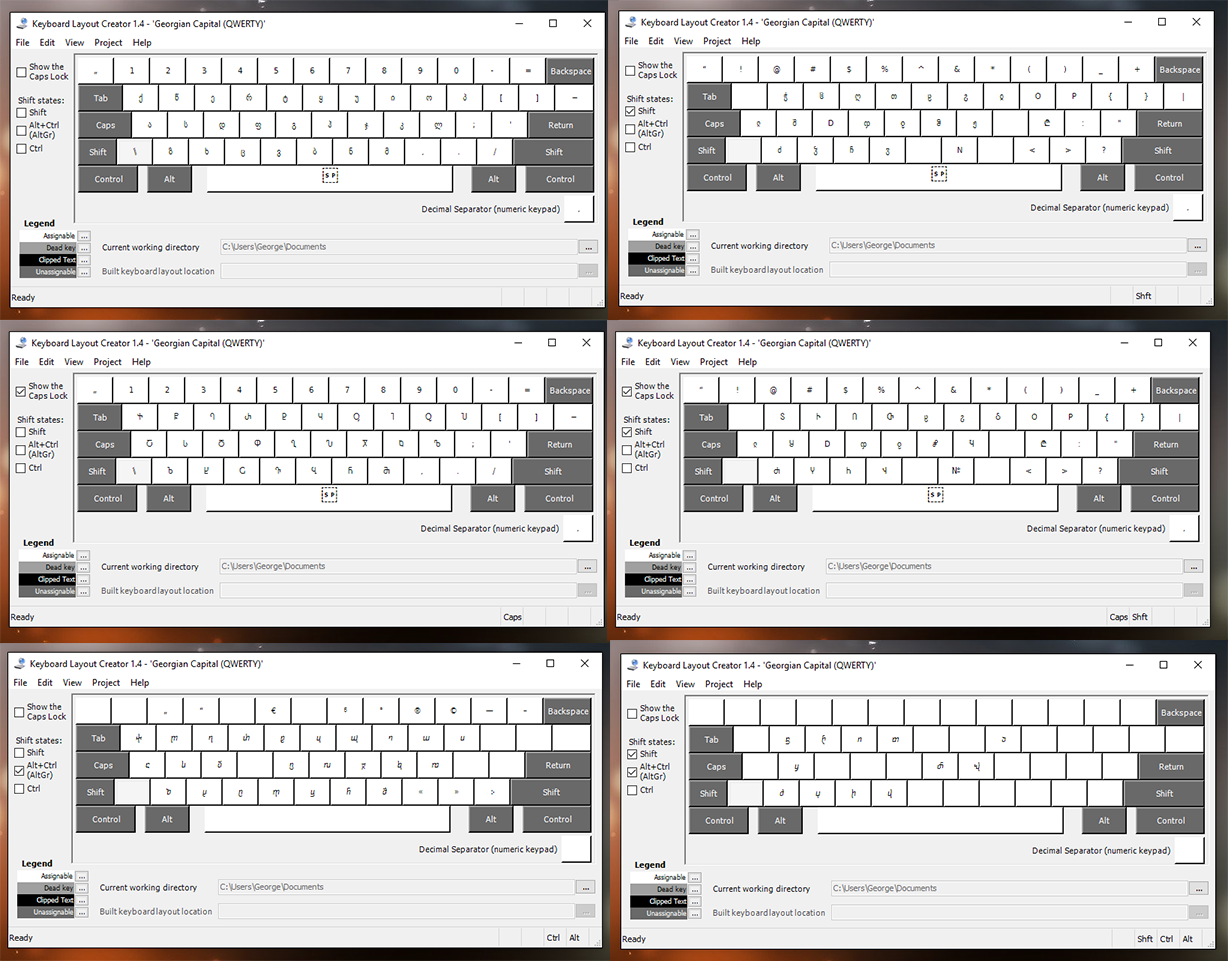 Keyboard Layout Creator 1.4 - 'Georgian Capital (QWERTY)'
File Edit View Project Help
Show the Caps Lock
Shift states:
Shift
Alt+Ctrl (AltGr)
Ctrl
„ 1 2 3 4 5 6 7 8 9 0 - = Backspace
Tab ქ წ ე რ ტ ყ უ ი ო პ [ ]
Caps ა ს დ ფ გ ჰ ჯ კ ლ ; ' Return
Shift \ ზ ხ ც ვ ბ ნ მ , . / Shift
Control Alt SP Alt Control
Decimal Separator (numeric keypad) .
Legend
Assignable ...
Dead key ...
Clipped Text ...
Unassignable ...
Current working directory C:\Users\George\Documents ...
Built keyboard layout location ...
Ready
Keyboard Layout Creator 1.4 - 'Georgian Capital (QWERTY)'
File Edit View Project Help
Show the Caps Lock
Shift states:
Shift
Alt+Ctrl (AltGr)
Ctrl
“ ! @ # $ % ^ & * ( ) _ + Backspace
Tab ღ თ O P { } |
Caps შ D : " Return
Shift ძ N < > ? Shift
Control Alt SP Alt Control
Decimal Separator (numeric keypad) .
Legend
Assignable ...
Dead key ...
Clipped Text ...
Unassignable ...
Current working directory C:\Users\George\Documents ...
Built keyboard layout location ...
Ready Shft
Keyboard Layout Creator 1.4 - 'Georgian Capital (QWERTY)'
File Edit View Project Help
Show the Caps Lock
Shift states:
Shift
Alt+Ctrl (AltGr)
Ctrl
„ 1 2 3 4 5 6 7 8 9 0 - = Backspace
Tab [ ]
Caps ; ' Return
Shift \ , . / Shift
Control Alt SP Alt Control
Decimal Separator (numeric keypad) .
Legend
Assignable ...
Dead key ...
Clipped Text ...
Unassignable ...
Current working directory C:\Users\George\Documents ...
Built keyboard layout location ...
Ready Caps
Keyboard Layout Creator 1.4 - 'Georgian Capital (QWERTY)'
File Edit View Project Help
Show the Caps Lock
Shift states:
Shift
Alt+Ctrl (AltGr)
Ctrl
“ ! @ # $ % ^ & * ( ) _ + Backspace
Tab O P { } |
Caps D : " Return
Shift № < > ? Shift
Control Alt SP Alt Control
Decimal Separator (numeric keypad) .
Legend
Assignable ...
Dead key ...
Clipped Text ...
Unassignable ...
Current working directory C:\Users\George\Documents ...
Built keyboard layout location ...
Ready Caps Shft
Keyboard Layout Creator 1.4 - 'Georgian Capital (QWERTY)'
File Edit View Project Help
Show the Caps Lock
Shift states:
Shift
Alt+Ctrl (AltGr)
Ctrl
„ “ € ° ® © — Backspace
Tab
Caps Return
Shift « » Shift
Control Alt Alt Control
Decimal Separator (numeric keypad)
Legend
Assignable ...
Dead key ...
Clipped Text ...
Unassignable ...
Current working directory C:\Users\George\Documents ...
Built keyboard layout location ...
Ready Ctrl Alt
Keyboard Layout Creator 1.4 - 'Georgian Capital (QWERTY)'
File Edit View Project Help
Show the Caps Lock
Shift states:
Shift
Alt+Ctrl (AltGr)
Ctrl
Backspace
Tab
Caps Return
Shift Shift
Control Alt Alt Control
Decimal Separator (numeric keypad)
Legend
Assignable ...
Dead key ...
Clipped Text ...
Unassignable ...
Current working directory C:\Users\George\Documents ...
Built keyboard layout location ...
Ready Shft Ctrl Alt